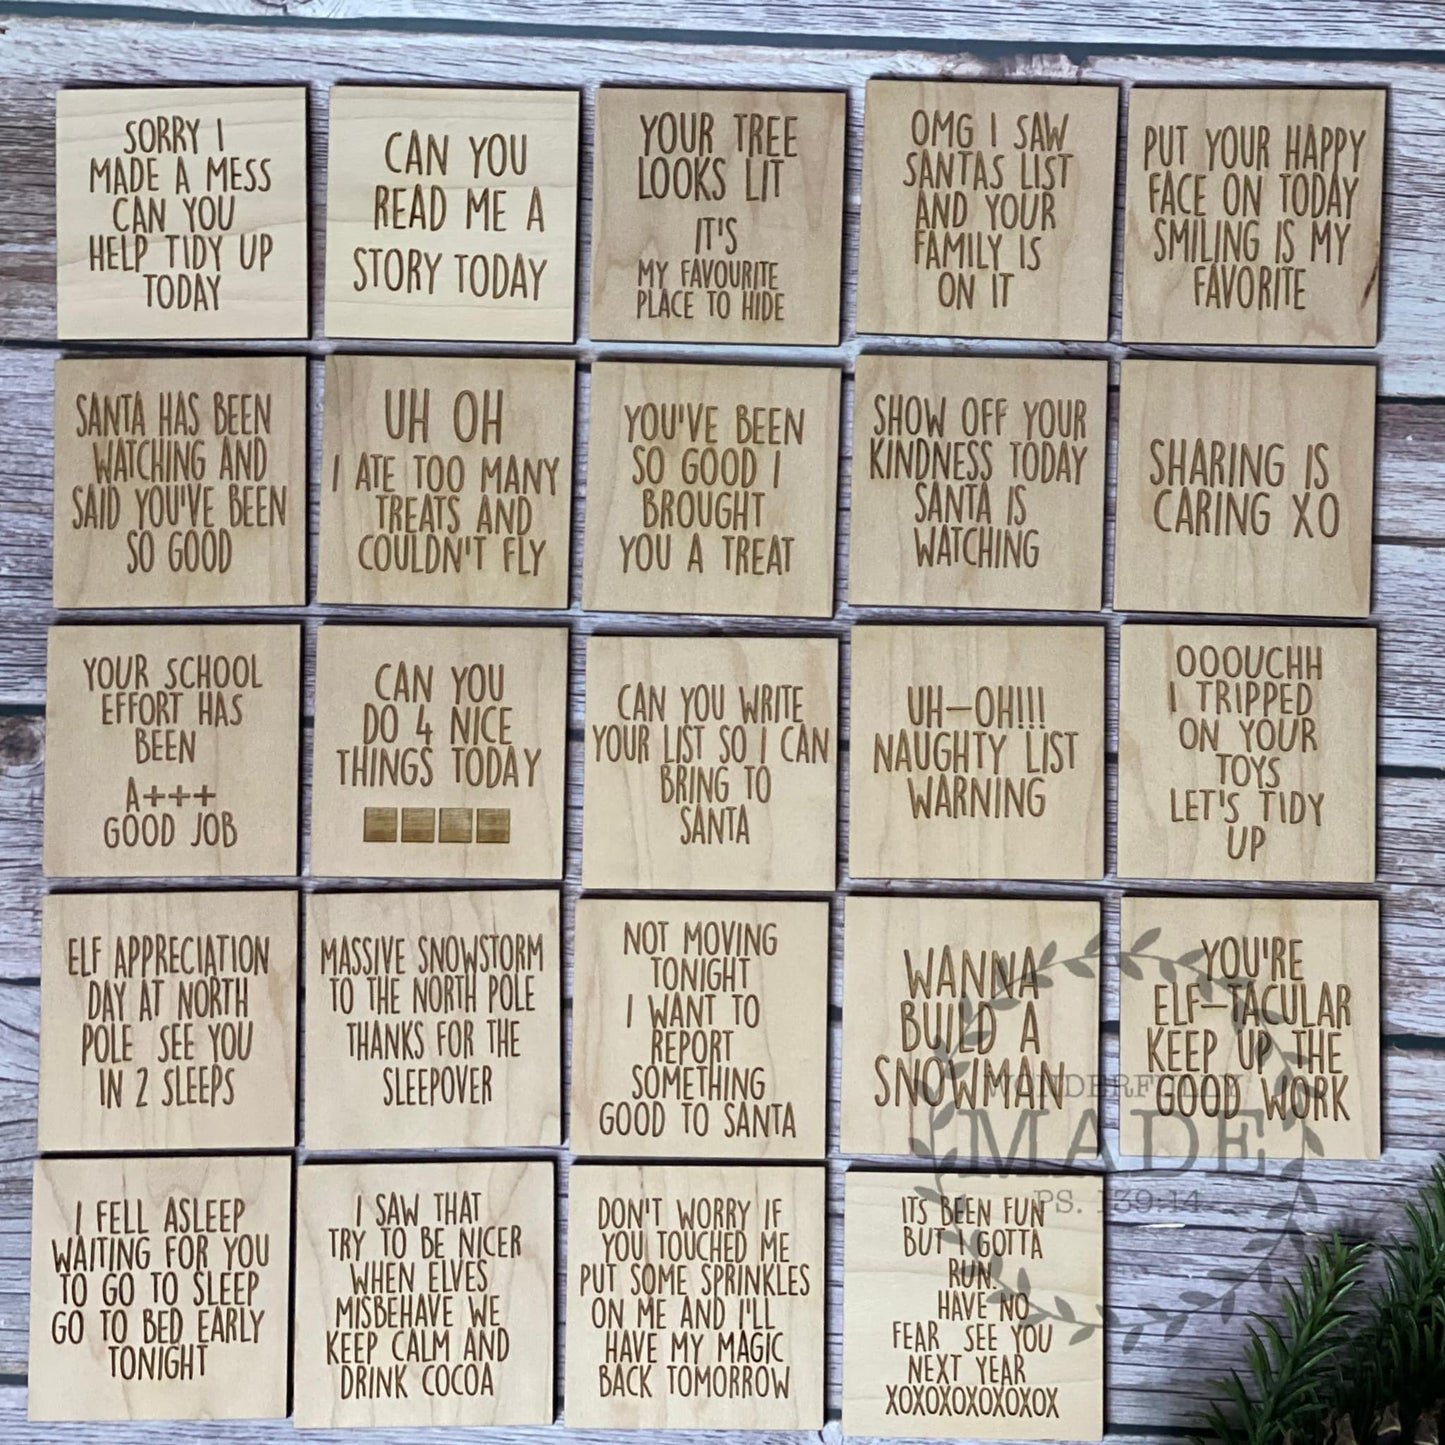 SORRY I
MADE A MESS
CAN YOU
HELP TIDY UP
TODAY
CAN YOU
READ ME A
STORY TODAY
YOUR TREE
LOOKS LIT
IT'S
MY FAVOURITE
PLACE TO HIDE
OMG I SAW
SANTAS LIST
AND YOUR
FAMILY IS
ON IT
PUT YOUR HAPPY
FACE ON TODAY
SMILING IS MY
FAVORITE
SANTA HAS BEEN
WATCHING AND
SAID YOU'VE BEEN
SO GOOD
UH OH
I ATE TOO MANY
TREATS AND
COULDN'T FLY
YOU'VE BEEN
SO GOOD I
BROUGHT
YOU A TREAT
SHOW OFF YOUR
KINDNESS TODAY
SANTA IS
WATCHING
SHARING IS
CARING XO
YOUR SCHOOL
EFFORT HAS
BEEN
A+++
GOOD JOB
CAN YOU
DO 4 NICE
THINGS TODAY
CAN YOU WRITE
YOUR LIST SO I CAN
BRING TO
SANTA
UH-OH!!!
NAUGHTY LIST
WARNING
OOOUCHH
I TRIPPED
ON YOUR
TOYS
LET'S TIDY
UP
ELF APPRECIATION
DAY AT NORTH
POLE SEE YOU
IN 2 SLEEPS
MASSIVE SNOWSTORM
TO THE NORTH POLE
THANKS FOR THE
SLEEPOVER
NOT MOVING
TONIGHT
I WANT TO
REPORT
SOMETHING
GOOD TO SANTA
WANNA
BUILD A
SNOWMAN
YOU'RE
ELF-TACULAR
KEEP UP THE
GOOD WORK
WONDERFULLY
MADE
PS. 139:14
I FELL ASLEEP
WAITING FOR YOU
TO GO TO SLEEP
GO TO BED EARLY
TONIGHT
I SAW THAT
TRY TO BE NICER
WHEN ELVES
MISBEHAVE WE
KEEP CALM AND
DRINK COCOA
DON'T WORRY IF
YOU TOUCHED ME
PUT SOME SPRINKLES
ON ME AND I'LL
HAVE MY MAGIC
BACK TOMORROW
ITS BEEN FUN
BUT I GOTTA
RUN.
HAVE NO
FEAR SEE YOU
NEXT YEAR
XOXOXOXOXOXOX